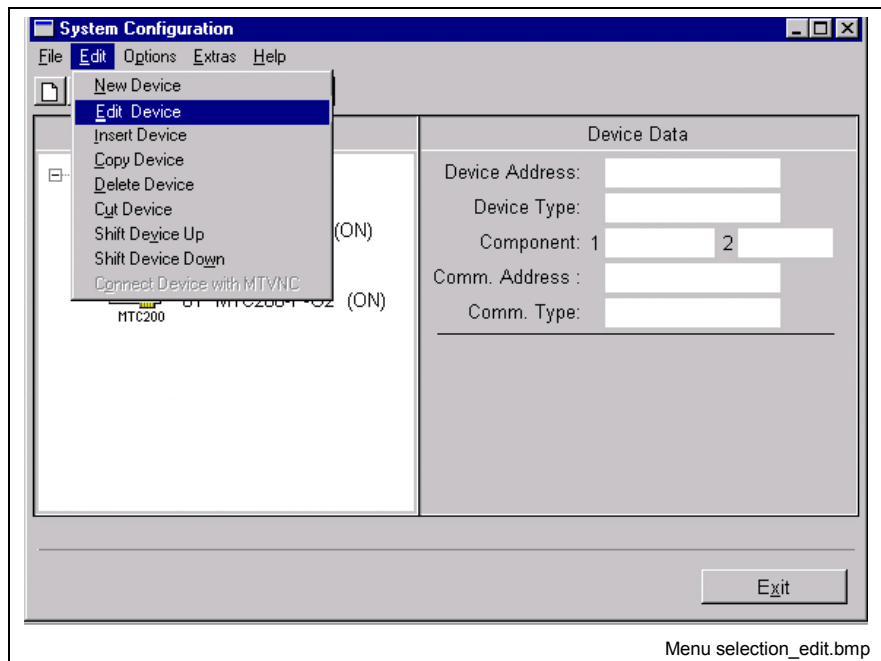 System Configuration
File Edit Options Extras Help
New Device
Edit Device
Insert Device
Copy Device
Delete Device
Cut Device
Shift Device Up
Shift Device Down
Connect Device with MTVNC
(ON)
(ON)
MTC200
Device Data
Device Address:
Device Type:
Component: 1 2
Comm. Address :
Comm. Type:
Exit
Menu selection_edit.bmp